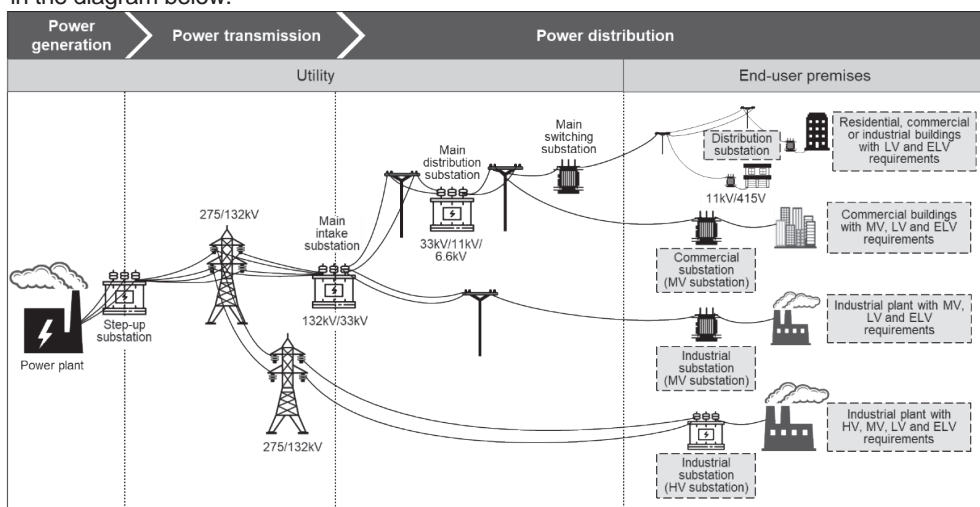 in the diagram below.
Power
generation
Power transmission
Power distribution
Utility
End-user premises
Main
switching
substation
Distribution
substation
Residential, commercial
or industrial buildings
with LV and ELV
requirements
Main
distribution
substation
11kV/415V
275/132kV
Main
intake
substation
33kV/11kV/
6.6kV
Commercial
substation
(MV substation)
Commercial buildings
with MV, LV and ELV
requirements
Step-up
substation
132kV/33kV
Power plant
Industrial
substation
(MV substation)
Industrial plant with MV,
LV and ELV
requirements
275/132kV
Industrial
substation
(HV substation)
Industrial plant with
HV, MV, LV and ELV
requirements